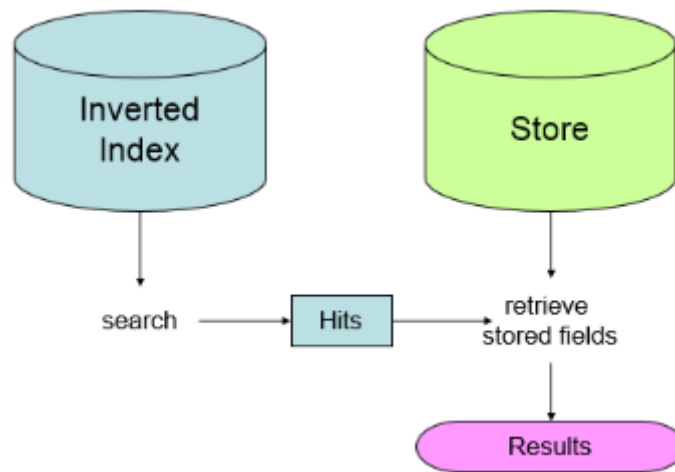 Inverted
Index
Store
search
Hits
retrieve
stored fields
Results